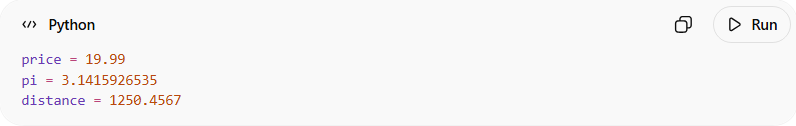 Python
Run
price = 19.99
pi = 3.1415926535
distance = 1250.4567